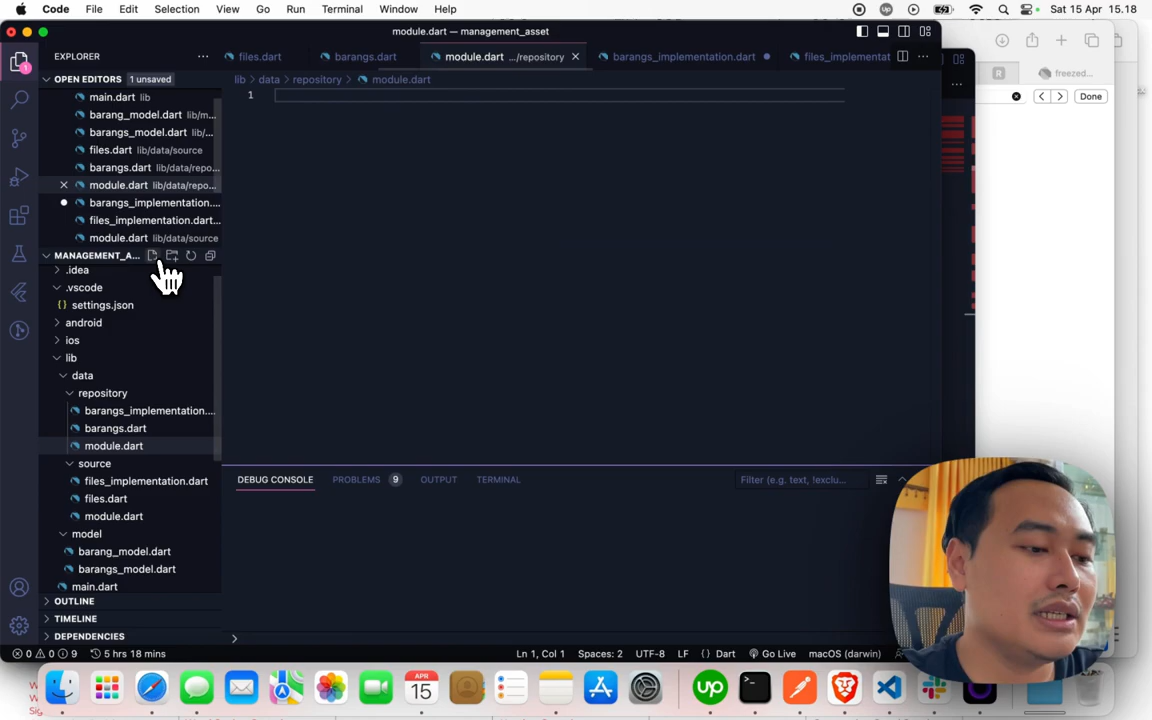 Code File Edit Selection View Go Run Terminal Window Help Sat 15 Apr 15.18
module.dart — management_asset
EXPLORER
files.dart barangs.dart module.dart .../repository barangs_implementation.dart files_implementat
R freezed...
OPEN EDITORS 1 unsaved
lib > data > repository > module.dart
Done
1
main.dart lib
barang_model.dart lib/m...
barangs_model.dart lib/...
files.dart lib/data/source
barangs.dart lib/data/repo...
module.dart lib/data/repo...
barangs_implementation....
files_implementation.dart...
module.dart lib/data/source
MANAGEMENT_A...
.idea
.vscode
{} settings.json
android
ios
lib
data
repository
barangs_implementation....
barangs.dart
module.dart
source
files_implementation.dart
files.dart
module.dart
model
barang_model.dart
barangs_model.dart
main.dart
OUTLINE
TIMELINE
DEPENDENCIES
DEBUG CONSOLE PROBLEMS 9 OUTPUT TERMINAL Filter (e.g. text, !exclu...
0 0 9 5 hrs 18 mins Ln 1, Col 1 Spaces: 2 UTF-8 LF {} Dart Go Live macOS (darwin)
APR
15